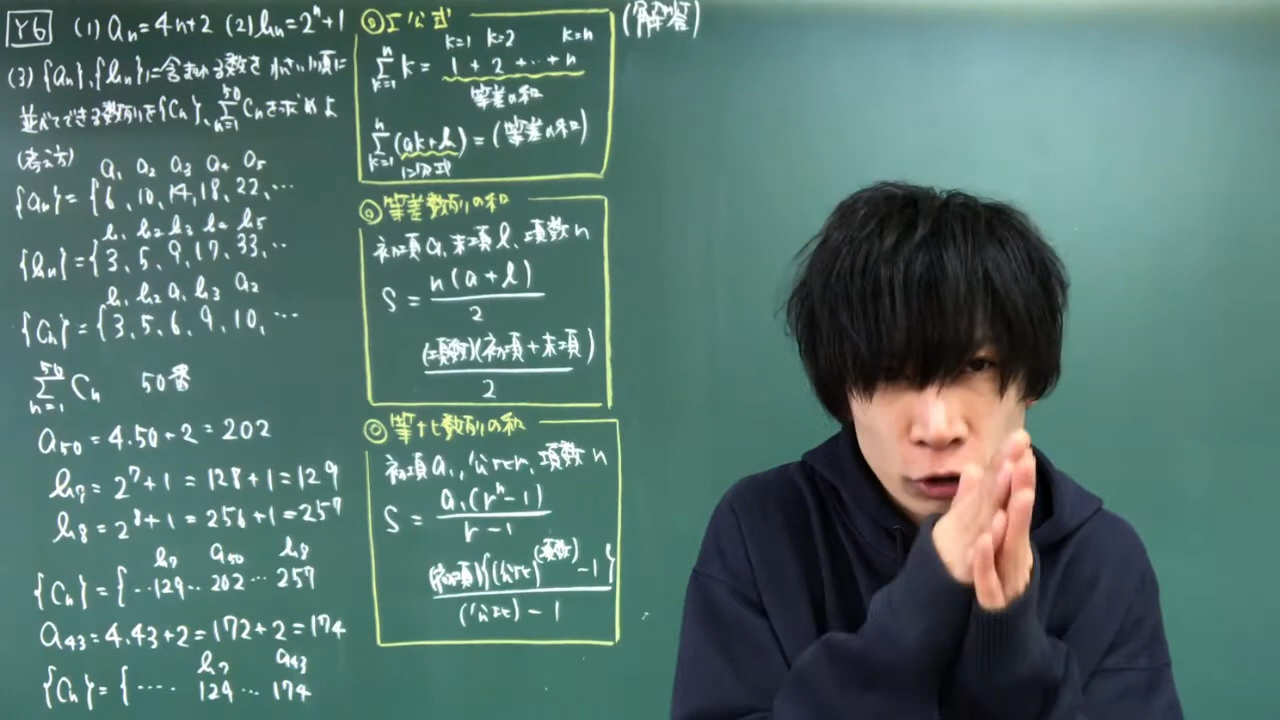 Y6 (1) aₙ=4n+2 (2) bₙ=2ⁿ+1
(3) {aₙ},{bₙ}に含まれる数を小さい順に
並べてできる数列を{Cₙ}、 50Σn=1 Cₙを求めよ
(考え方)
a₁ a₂ a₃ a₄ a₅
{aₙ}={6, 10, 14, 18, 22, …
b₁ b₂ b₃ b₄ b₅
{bₙ}={3, 5, 9, 17, 33, …
b₁ b₂ a₁ b₃ a₂
{Cₙ}={3, 5, 6, 9, 10, …
50Σn=1 Cₙ 50番
a₅₀=4·50+2=202
b₇=2⁷+1=128+1=129
b₈=2⁸+1=256+1=257
b₇ a₅₀ b₈
{Cₙ}={…129…202…257
a₄₃=4·43+2=172+2=174
b₇ a₄₃
{Cₙ}={…· 129…174
◎Σ公式
k=1 k=2 k=n
nΣk=1 k= 1+2+…+n
等差の和
nΣk=1 (ak+b)=(等差の和)
1次式
◎等差数列の和
初項a、末項l、項数n
S=n(a+l)/2
(項数)(初項+末項)/2
◎等比数列の和
初項a₁,公比r、項数n
S=a₁(rⁿ-1)/r-1
(初項){(公比)^(項数)-1}/(公比)-1
(解答)